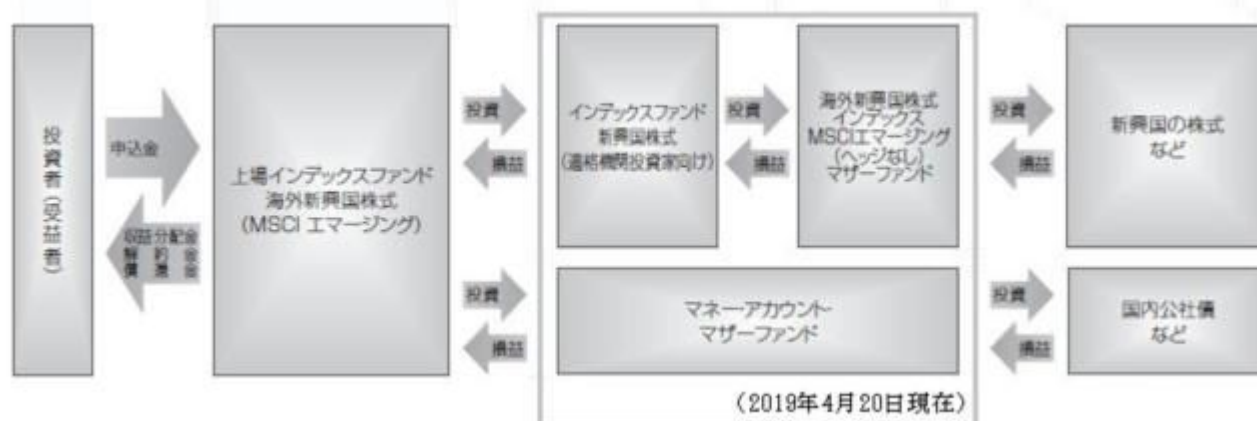 投資者(受益者)
申込金
収益分配金
解約金
償還金
上場インデックスファンド
海外新興国株式
(MSCI エマージング)
投資
損益
インデックスファンド
新興国株式
(適格機関投資家向け)
投資
損益
海外新興国株式
インデックス
MSCIエマージング
(ヘッジなし)
マザーファンド
投資
損益
新興国の株式
など
投資
損益
マネー・アカウント・
マザーファンド
投資
損益
国内公社債
など
(2019年4月20日現在)